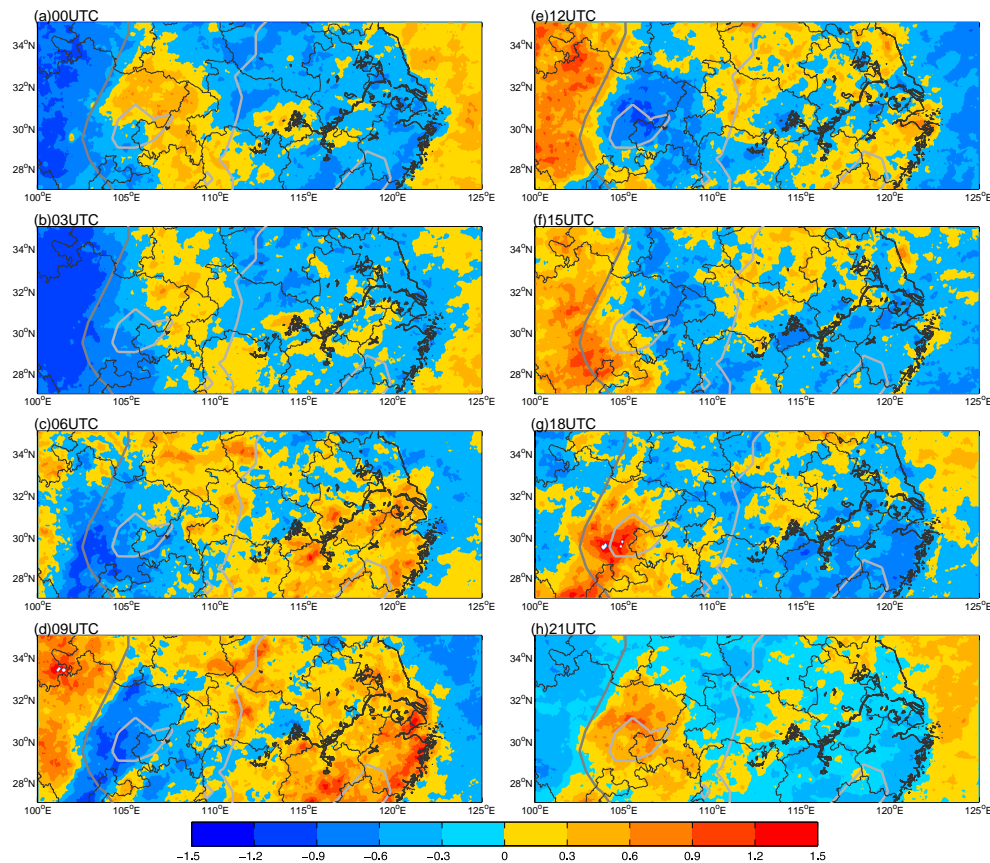 (a)00UTC
34°N
32°N
30°N
28°N
100°E 105°E 110°E 115°E 120°E 125°E
(b)03UTC
34°N
32°N
30°N
28°N
100°E 105°E 110°E 115°E 120°E 125°E
(c)06UTC
34°N
32°N
30°N
28°N
100°E 105°E 110°E 115°E 120°E 125°E
(d)09UTC
34°N
32°N
30°N
28°N
100°E 105°E 110°E 115°E 120°E 125°E
(e)12UTC
34°N
32°N
30°N
28°N
100°E 105°E 110°E 115°E 120°E 125°E
(f)15UTC
34°N
32°N
30°N
28°N
100°E 105°E 110°E 115°E 120°E 125°E
(g)18UTC
34°N
32°N
30°N
28°N
100°E 105°E 110°E 115°E 120°E 125°E
(h)21UTC
34°N
32°N
30°N
28°N
100°E 105°E 110°E 115°E 120°E 125°E
−1.5 −1.2 −0.9 −0.6 −0.3 0 0.3 0.6 0.9 1.2 1.5